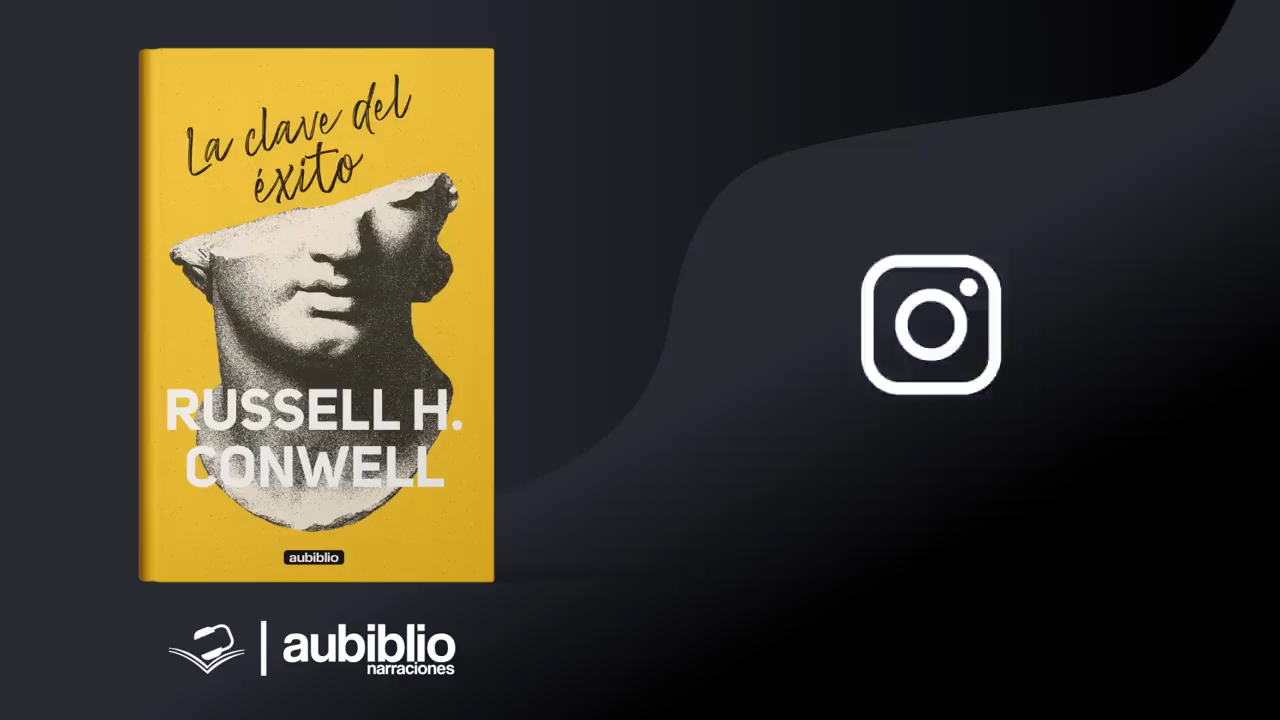 La clave del
éxito
RUSSELL H.
CONWELL
aubiblio
aubiblio
narraciones